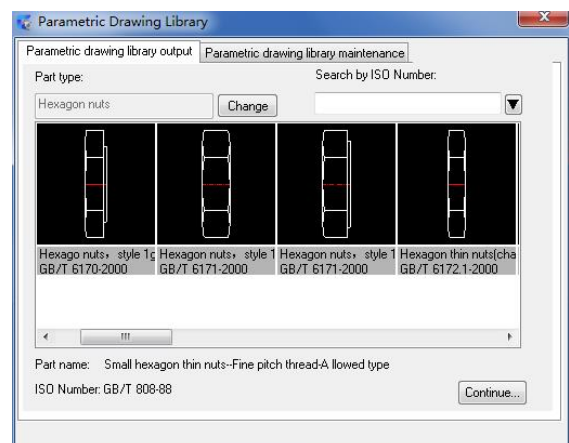 Parametric Drawing Library
Parametric drawing library output
Parametric drawing library maintenance
Part type:
Search by ISO Number:
Hexagon nuts
Change
Hexago nuts，style 1g
GB/T 6170-2000
Hexagon nuts，style 1
GB/T 6171-2000
Hexagon nuts，style 1
GB/T 6171-2000
Hexagon thin nuts(cha
GB/T 6172.1-2000
Part name: Small hexagon thin nuts--Fine pitch thread-A llowed type
ISO Number: GB/T 808-88
Continue...